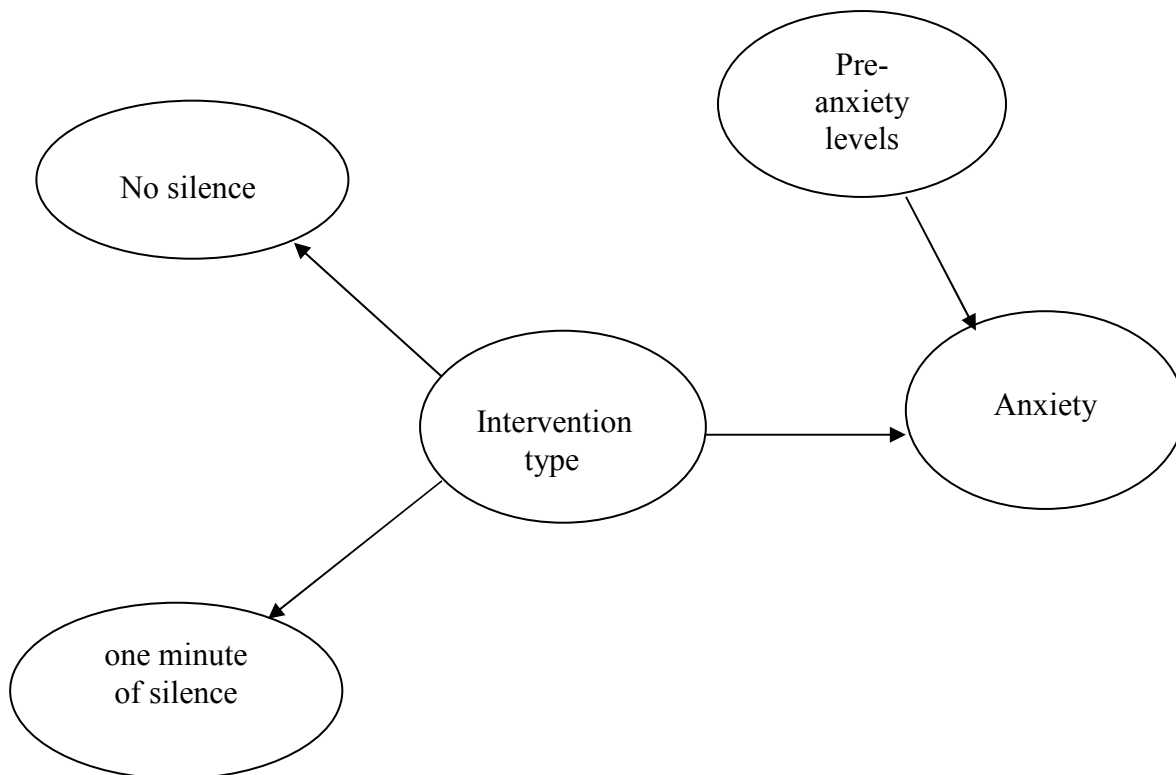 Pre-
anxiety
levels
No silence
Intervention
type
Anxiety
one minute
of silence